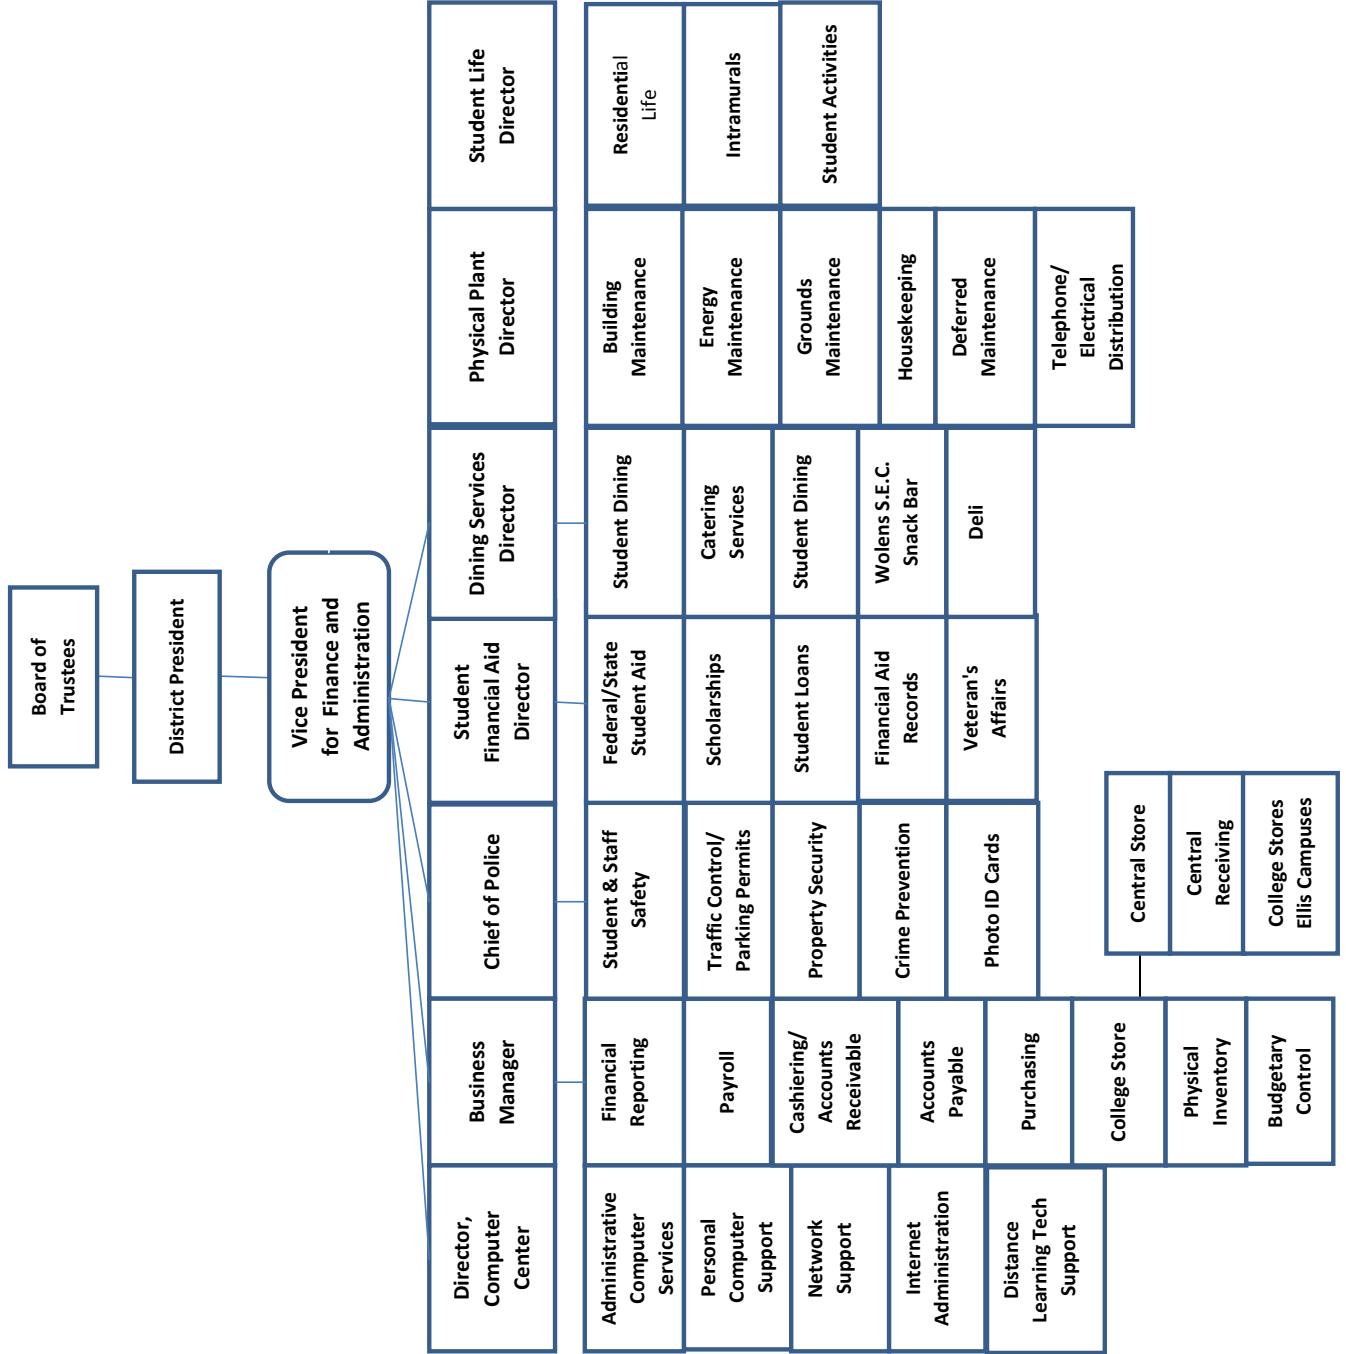 Board of
Trustees
District President
Vice President
for Finance and
Administration
Director,
Computer
Center
Business
Manager
Chief of Police
Student
Financial Aid
Director
Dining Services
Director
Physical Plant
Director
Student Life
Director
Administrative
Computer
Services
Personal
Computer
Support
Network
Support
Internet
Administration
Distance
Learning Tech
Support
Financial
Reporting
Payroll
Cashiering/
Accounts
Receivable
Accounts
Payable
Purchasing
College Store
Physical
Inventory
Budgetary
Control
Central Store
Central
Receiving
College Stores
Ellis Campuses
Student & Staff
Safety
Traffic Control/
Parking Permits
Property Security
Crime Prevention
Photo ID Cards
Federal/State
Student Aid
Scholarships
Student Loans
Financial Aid
Records
Veteran's
Affairs
Student Dining
Catering
Services
Student Dining
Wolens S.E.C.
Snack Bar
Deli
Building
Maintenance
Energy
Maintenance
Grounds
Maintenance
Housekeeping
Deferred
Maintenance
Telephone/
Electrical
Distribution
Residential
Life
Intramurals
Student Activities